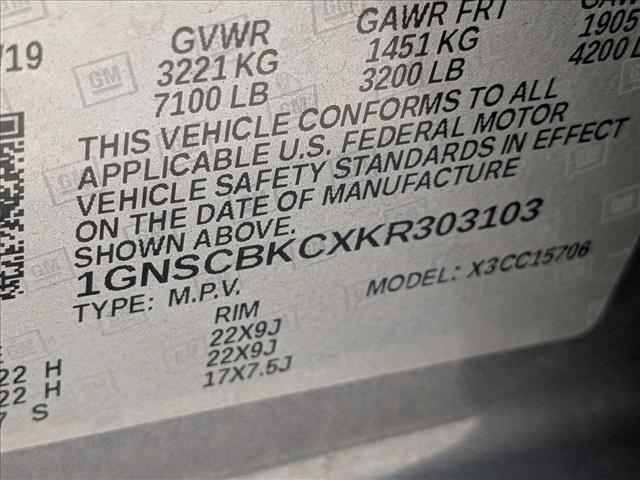 /19
GVWR
GAWR FRT
3221 KG
1451 KG
1905
7100 LB
3200 LB
4200 L
GM
THIS VEHICLE CONFORMS TO ALL
APPLICABLE U.S. FEDERAL MOTOR
VEHICLE SAFETY STANDARDS IN EFFECT
ON THE DATE OF MANUFACTURE
SHOWN ABOVE.
1GNSCBKCXKR303103
TYPE: M.P.V.
MODEL: X3CC15706
RIM
22 H
22X9J
22 H
22X9J
7 S
17X7.5J